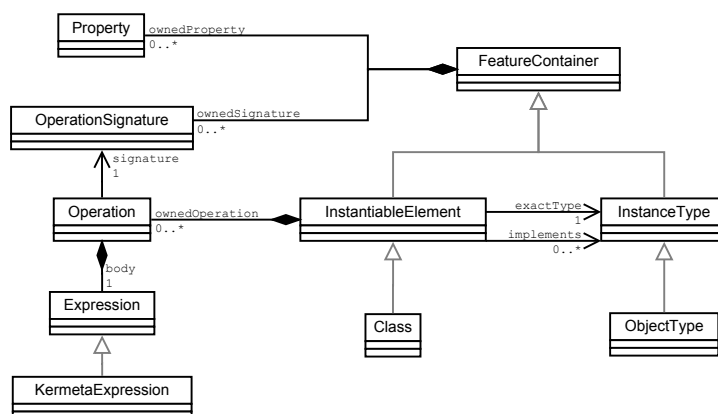 Property
ownedProperty
0..*
FeatureContainer
OperationSignature
ownedSignature
0..*
signature
1
Operation
ownedOperation
0..*
InstantiableElement
exactType
1
implements
0..*
InstanceType
body
1
Expression
Class
ObjectType
KermetaExpression